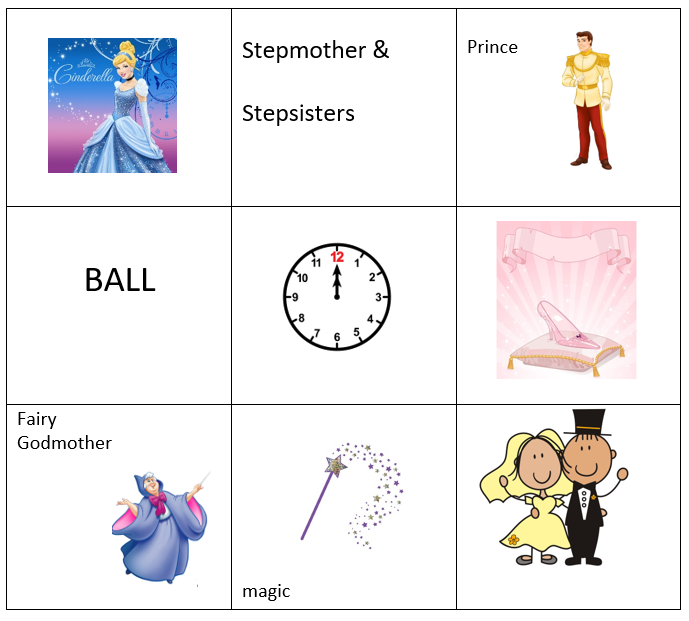 Cinderella
Stepmother &
Stepsisters
Prince
BALL
12
1
2
3
4
5
6
7
8
9
10
11
Fairy
Godmother
magic